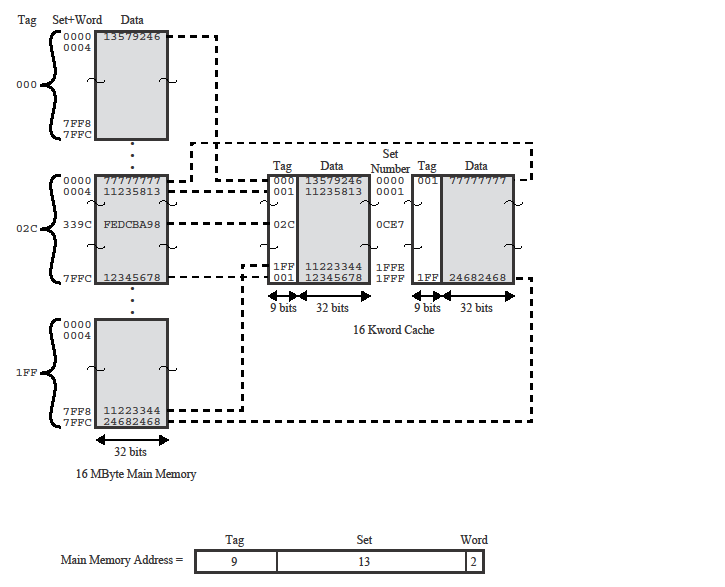 Tag Set+Word Data
0000 13579246
0004
000
7FF8
7FFC
0000 77777777
0004 11235813
02C 339C FEDCBA98
7FFC 12345678
0000
0004
1FF
7FF8 11223344
7FFC 24682468
32 bits
16 MByte Main Memory
Tag Data Set Number Tag Data
000 13579246 0000 001 77777777
001 11235813 0001
02C 0CE7
1FF 11223344 1FFE
001 12345678 1FFF 1FF 24682468
9 bits 32 bits 9 bits 32 bits
16 Kword Cache
Tag Set Word
Main Memory Address = 9 13 2